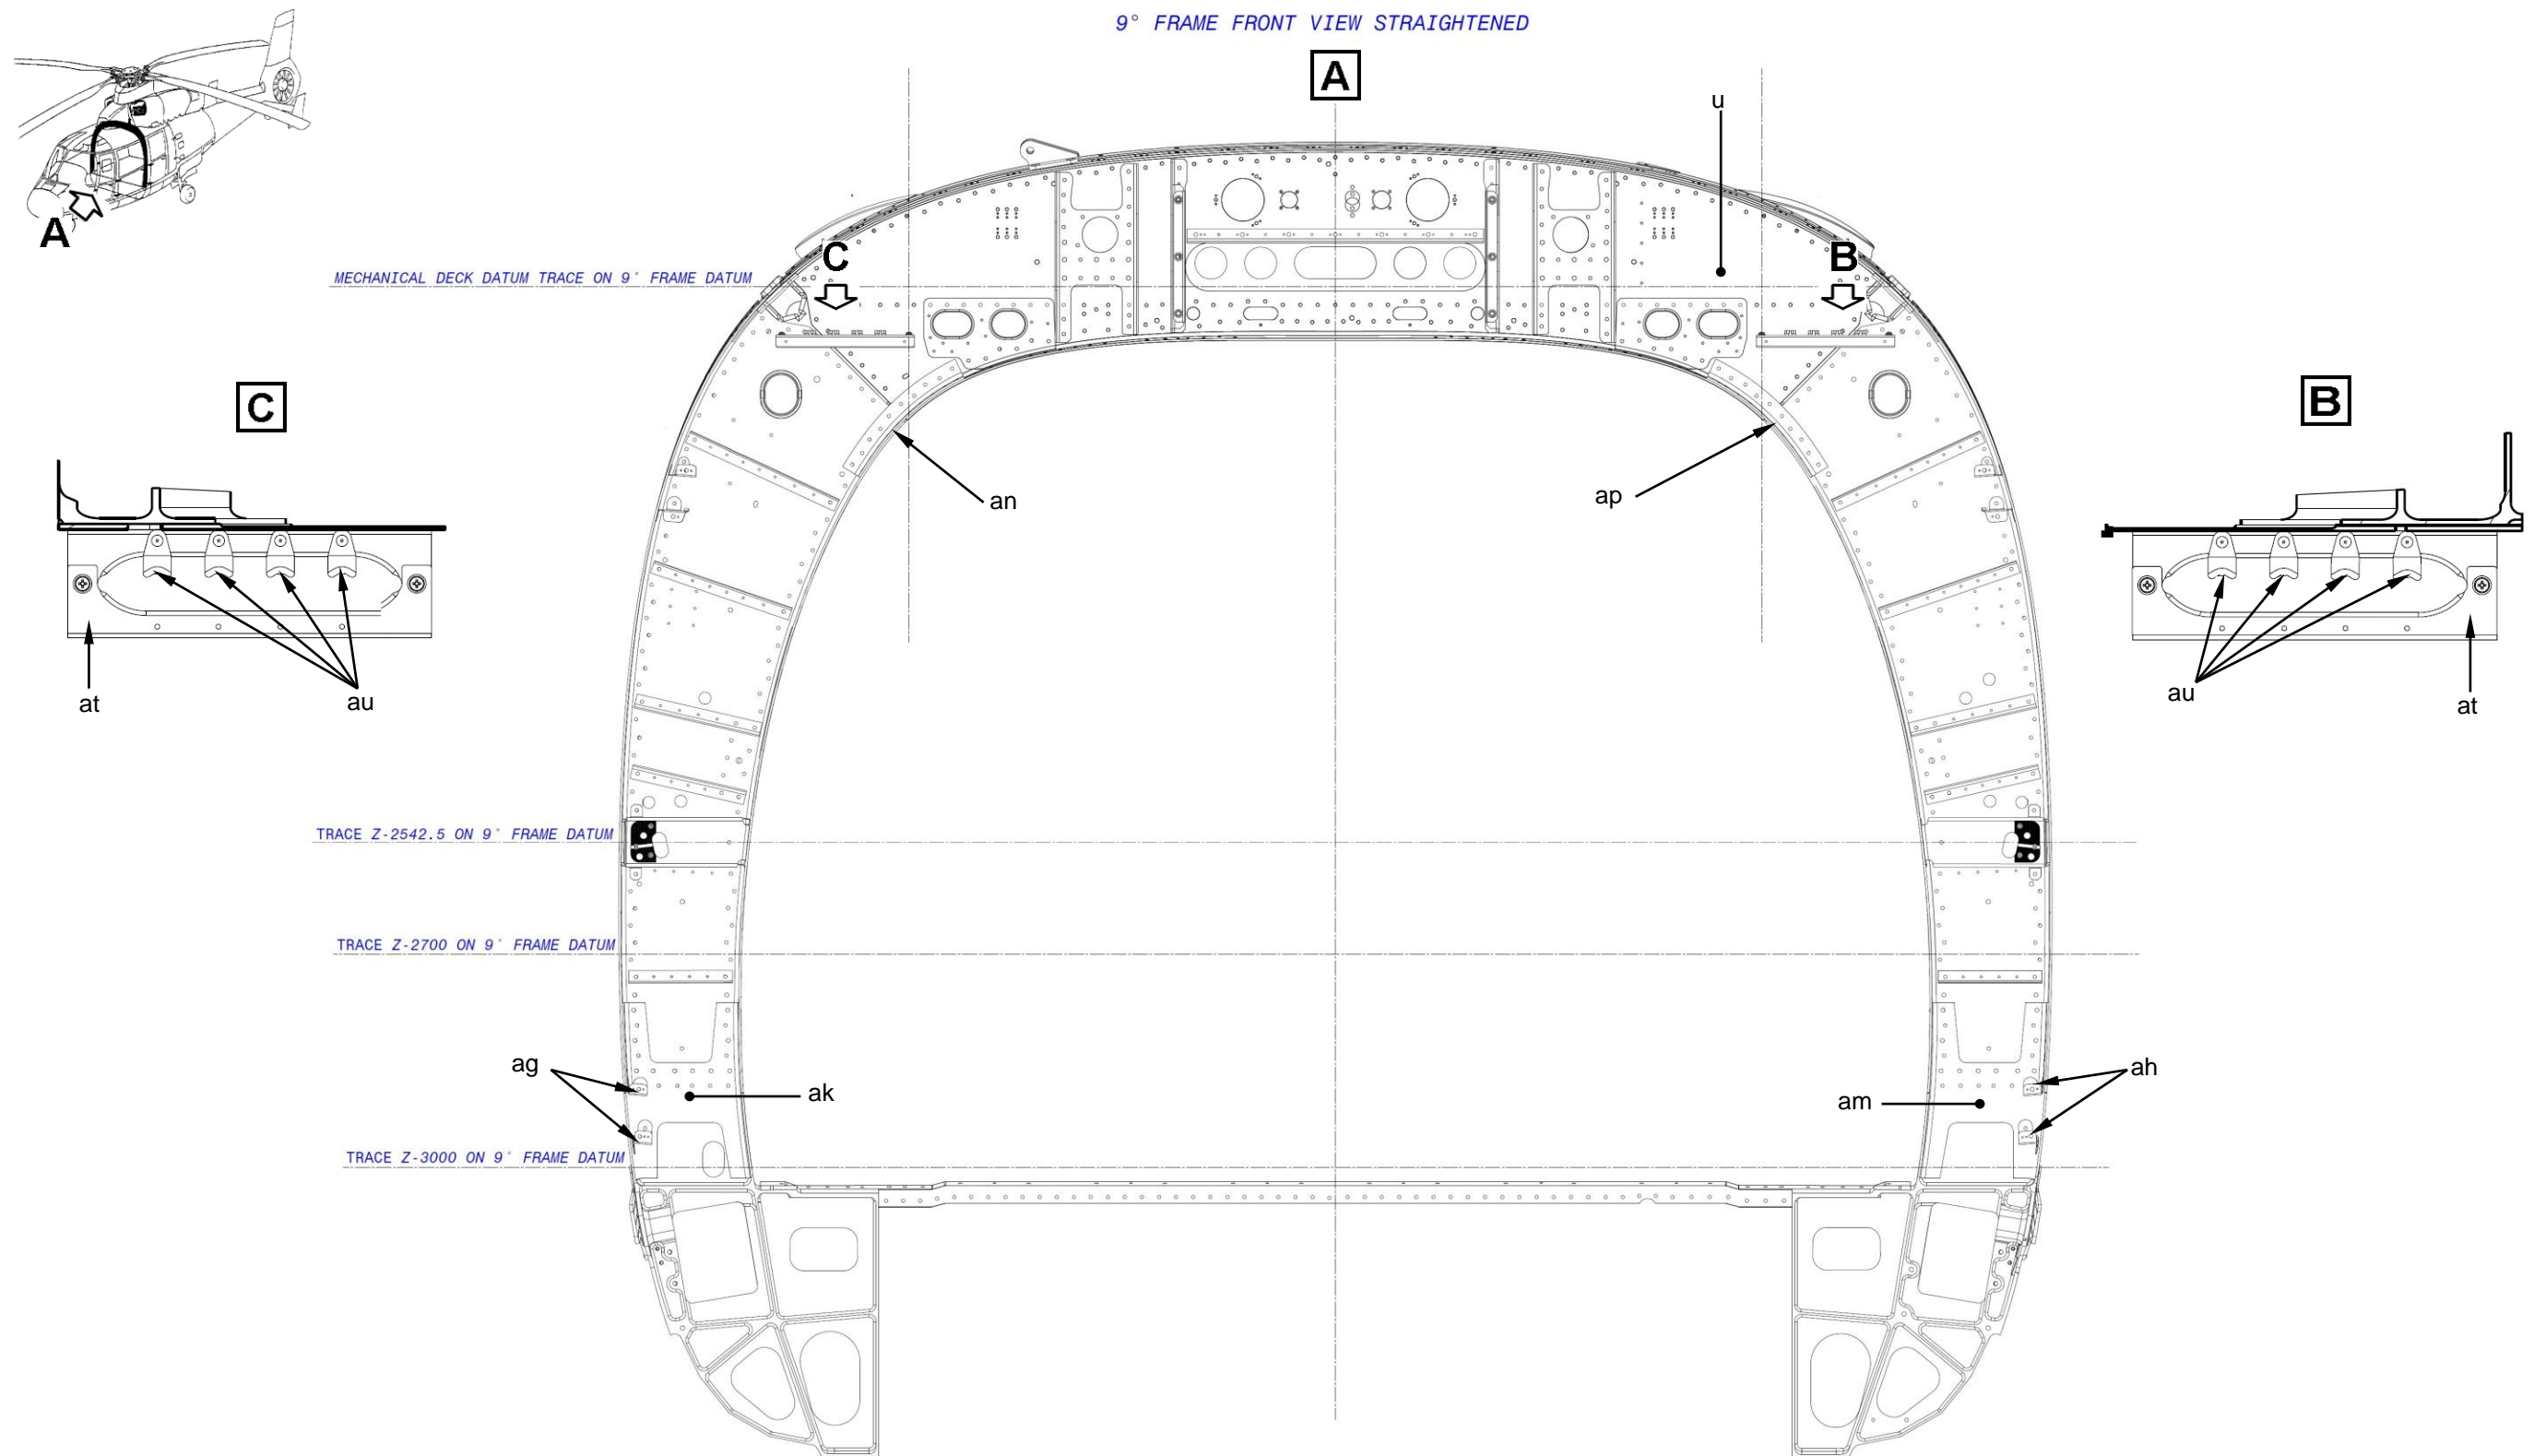 9° FRAME FRONT VIEW STRAIGHTENED
A
u
A
C
B
MECHANICAL DECK DATUM TRACE ON 9° FRAME DATUM
C
B
an
ap
at
au
au
at
TRACE Z-2542.5 ON 9° FRAME DATUM
TRACE Z-2700 ON 9° FRAME DATUM
ag
ah
ak
am
TRACE Z-3000 ON 9° FRAME DATUM